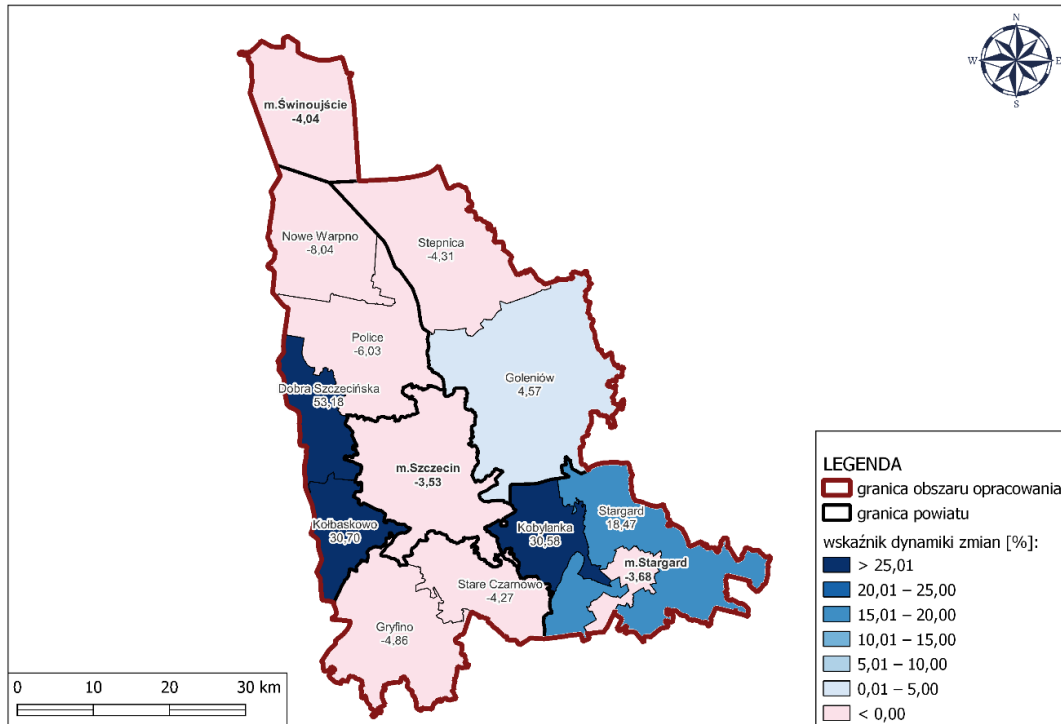 N
W
E
S
m.Świnoujście
-4,04
Nowe Warpno
-8,04
Stepnica
-4,31
Police
-6,03
Goleniów
4,57
Dobra Szczecińska
53,18
m.Szczecin
-3,53
Kołbaskowo
30,70
Kobylanka
30,58
Stargard
18,47
m.Stargard
-3,68
Stare Czarnowo
-4,27
Gryfino
-4,86
LEGENDA
granica obszaru opracowania
granica powiatu
wskaźnik dynamiki zmian [%]:
> 25,01
20,01 – 25,00
15,01 – 20,00
10,01 – 15,00
5,01 – 10,00
0,01 – 5,00
< 0,00
0 10 20 30 km